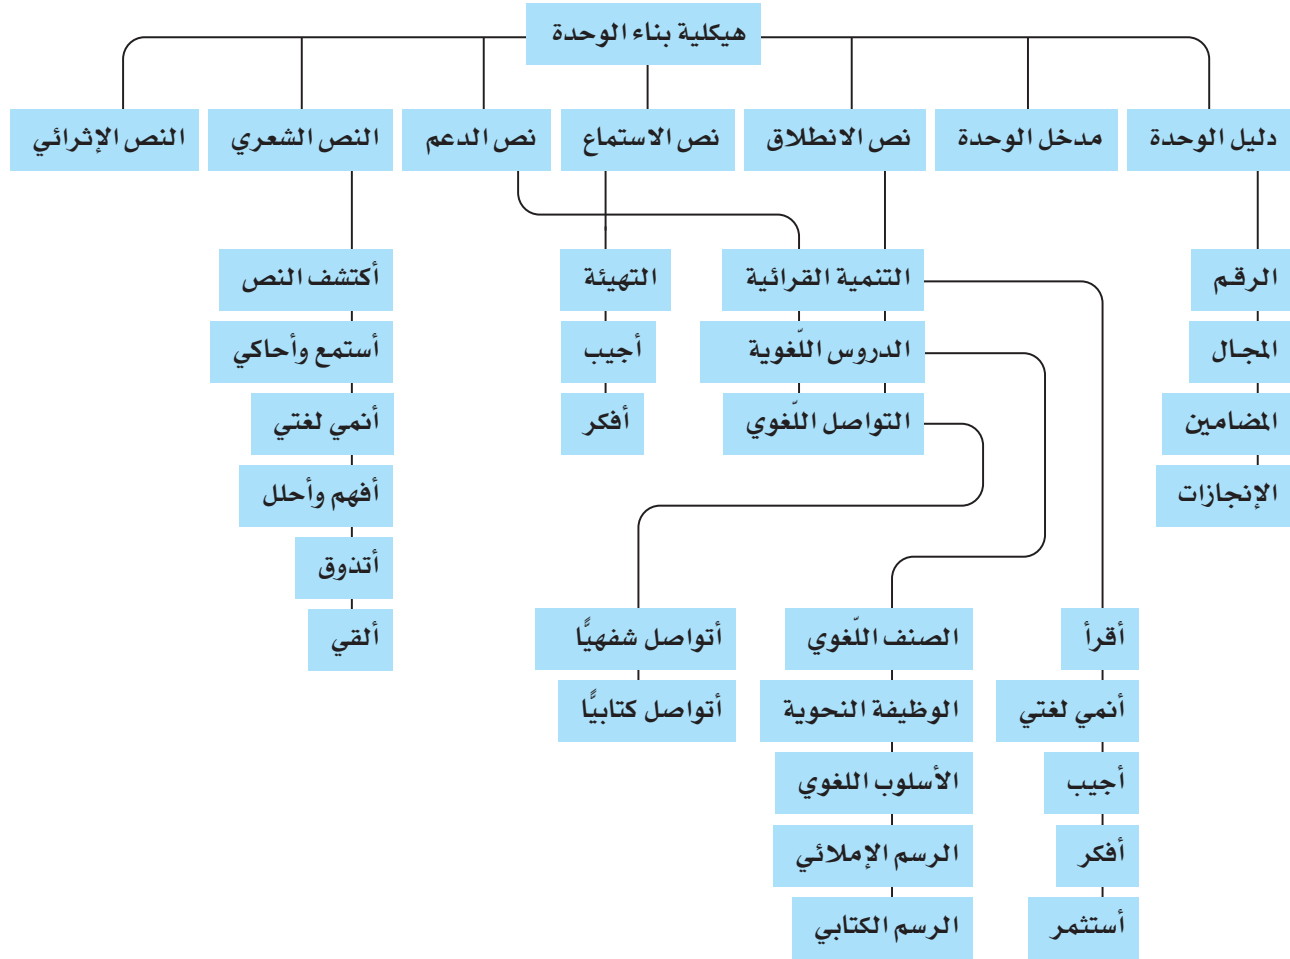 هيكلية بناء الوحدة
دليل الوحدة
مدخل الوحدة
نص الانطلاق
نص الاستماع
نص الدعم
النص الشعري
النص الإثرائي
الرقم
المجال
المضامين
الإنجازات
التنمية القرائية
الدروس اللّغوية
التواصل اللّغوي
التهيئة
أجيب
أفكر
أكتشف النص
أستمع وأحاكي
أنمي لغتي
أفهم وأحلل
أتذوق
ألقي
أقرأ
أنمي لغتي
أجيب
أفكر
أستثمر
الصنف اللّغوي
الوظيفة النحوية
الأسلوب اللغوي
الرسم الإملائي
الرسم الكتابي
أتواصل شفهيًّا
أتواصل كتابيًّا